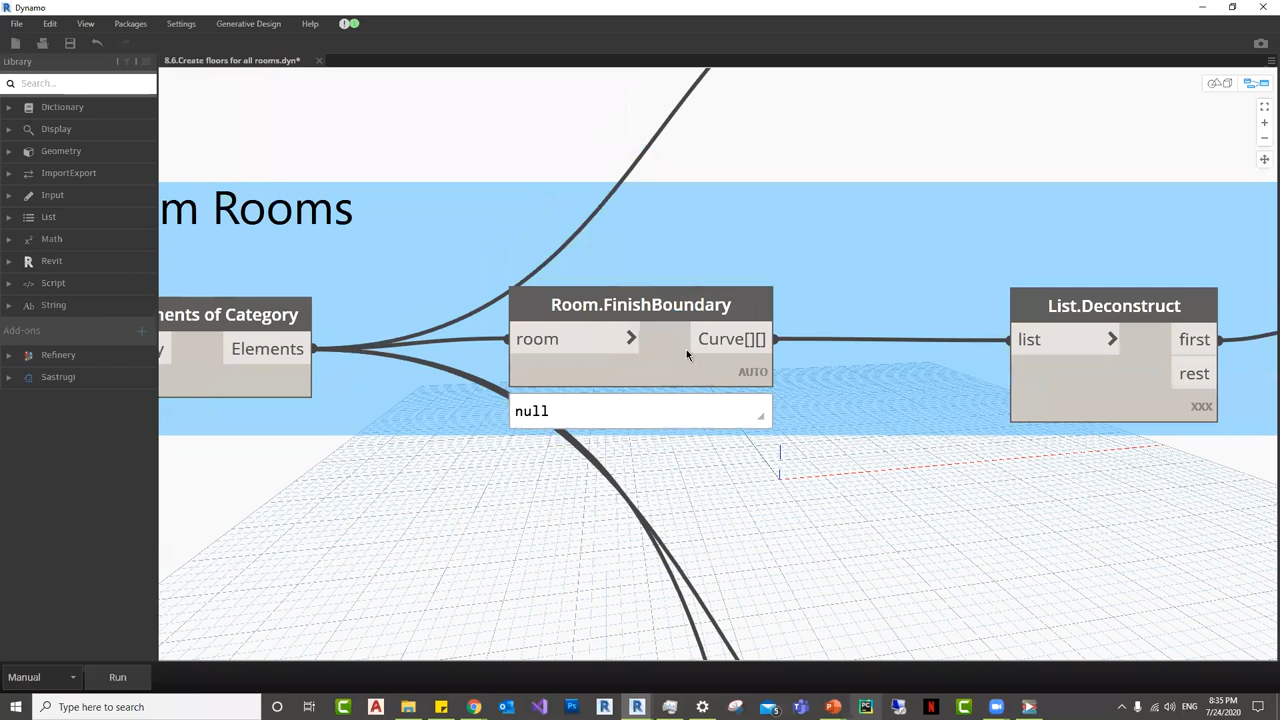 Dynamo
File Edit View Packages Settings Generative Design Help !
Library
8.6.Create floors for all rooms.dyn*
Search...
Dictionary
Display
Geometry
ImportExport
Input
List
Math
Revit
Script
String
Add-ons
Refinery
Sastrugi
m Rooms
nents of Category
y Elements
Room.FinishBoundary
room > Curve[][]
AUTO
null
List.Deconstruct
list > first
rest
XXX
Manual Run
Type here to search
ENG
8:35 PM
7/24/2020